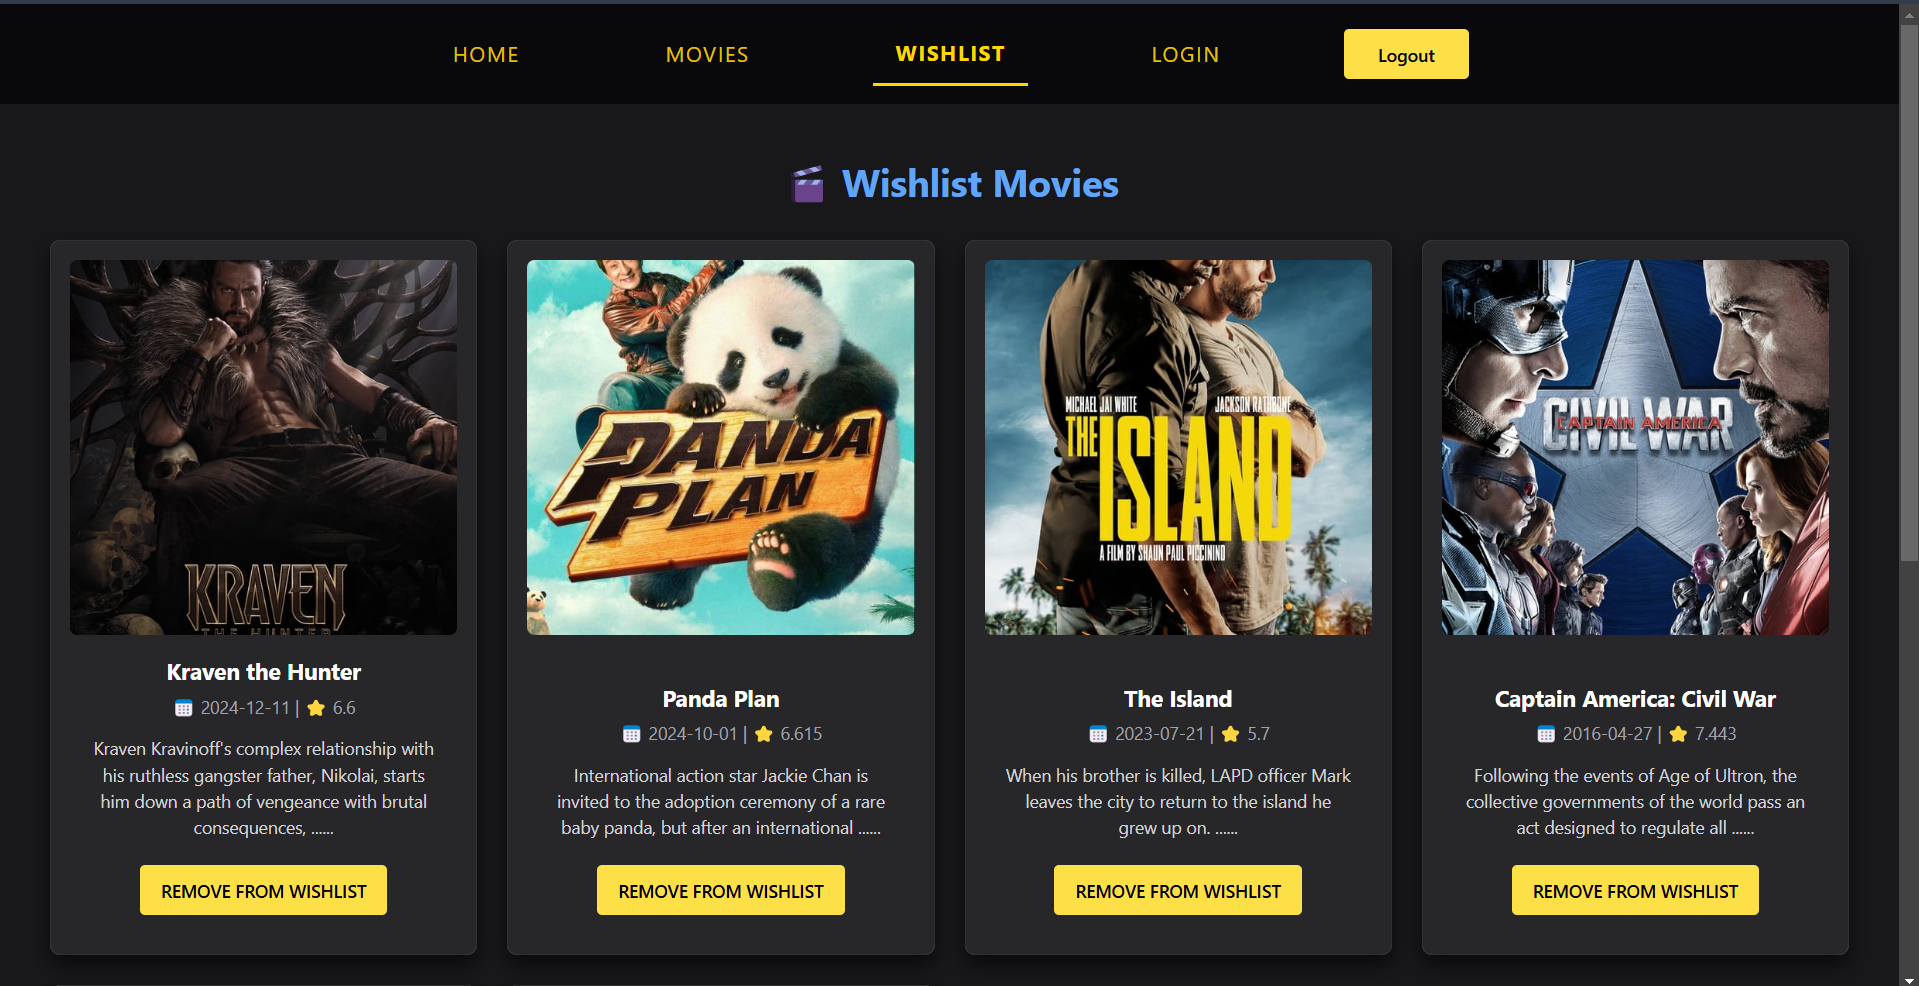 HOME
MOVIES
WISHLIST
LOGIN
Logout
Wishlist Movies
KRAVEN
THE HUNTER
Kraven the Hunter
2024-12-11 | 6.6
Kraven Kravinoff's complex relationship with
his ruthless gangster father, Nikolai, starts
him down a path of vengeance with brutal
consequences, ......
REMOVE FROM WISHLIST
PANDA
PLAN
Panda Plan
2024-10-01 | 6.615
International action star Jackie Chan is
invited to the adoption ceremony of a rare
baby panda, but after an international ......
REMOVE FROM WISHLIST
MICHAEL JAI WHITE JACKSON RATHBONE
THE
ISLAND
A FILM BY SHAUN PAUL PICCININO
The Island
2023-07-21 | 5.7
When his brother is killed, LAPD officer Mark
leaves the city to return to the island he
grew up on. ......
REMOVE FROM WISHLIST
CAPTAIN AMERICA
CIVIL WAR
Captain America: Civil War
2016-04-27 | 7.443
Following the events of Age of Ultron, the
collective governments of the world pass an
act designed to regulate all ......
REMOVE FROM WISHLIST